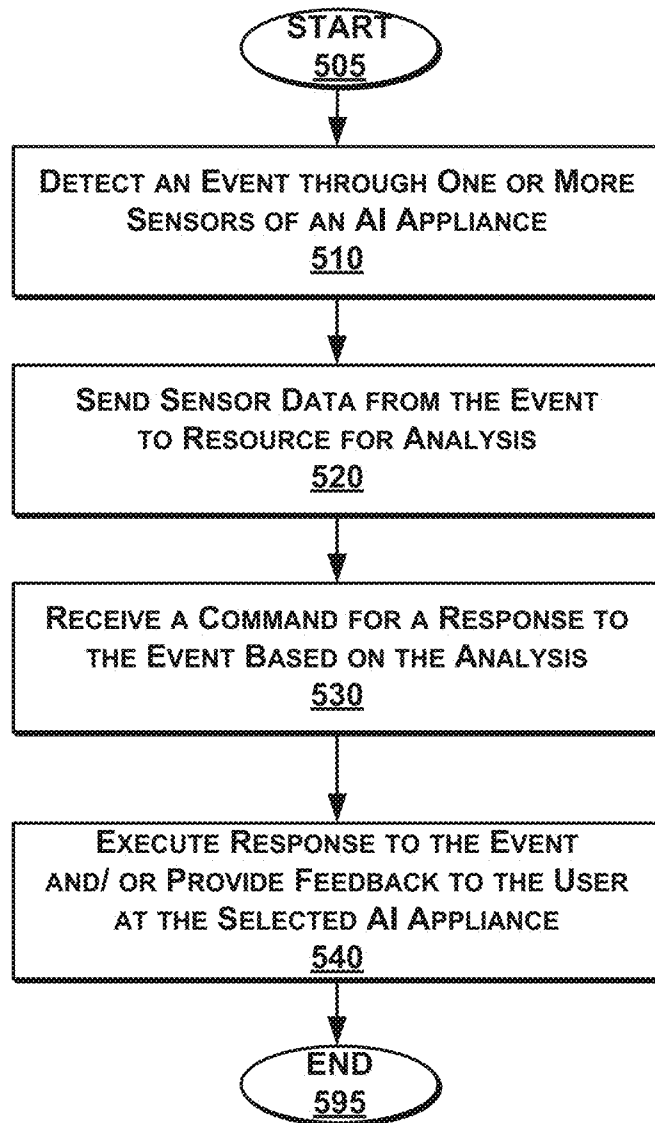 START
505
DETECT AN EVENT THROUGH ONE OR MORE
SENSORS OF AN AI APPLIANCE
510
SEND SENSOR DATA FROM THE EVENT
TO RESOURCE FOR ANALYSIS
520
RECEIVE A COMMAND FOR A RESPONSE TO
THE EVENT BASED ON THE ANALYSIS
530
EXECUTE RESPONSE TO THE EVENT
AND/ OR PROVIDE FEEDBACK TO THE USER
AT THE SELECTED AI APPLIANCE
540
END
595